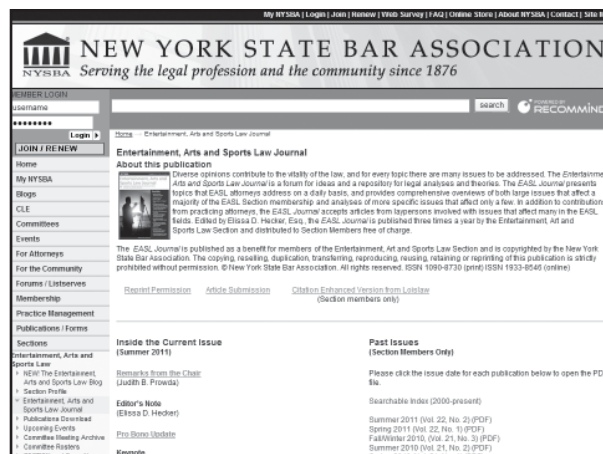 My NYSBA | Login | Join | Renew | Web Survey | FAQ | Online Store | About NYSBA | Contact | Site
NYSBA
NEW YORK STATE BAR ASSOCIATION
Serving the legal profession and the community since 1876
MEMBER LOGIN
username
Login
search
POWERED BY
RECOMMIND
JOIN / RENEW
Home
My NYSBA
Blogs
CLE
Committees
Events
For Attorneys
For the Community
Forums / Listserves
Membership
Practice Management
Publications / Forms
Sections
Entertainment, Arts and
Sports Law
NEW! The Entertainment,
Arts and Sports Law Blog
Section Profile
Entertainment, Arts and
Sports Law Journal
Publications Download
Upcoming Events
Committee Meeting Archive
Committee Rosters
Home — Entertainment, Arts and Sports Law Journal
Entertainment, Arts and Sports Law Journal
About this publication
Diverse opinions contribute to the vitality of the law, and for every topic there are many issues to be addressed. The Entertainme
Arts and Sports Law Journal is a forum for ideas and a repository for legal analyses and theories. The EASL Journal presents
topics that EASL attorneys address on a daily basis, and provides comprehensive overviews of both large issues that affect a
majority of the EASL Section membership and analyses of more specific issues that affect only a few. In addition to contribution
from practicing attorneys, the EASL Journal accepts articles from laypersons involved with issues that affect many in the EASL
fields. Edited by Elissa D. Hecker, Esq., the EASL Journal is published three times a year by the Entertainment, Art and
Sports Law Section and distributed to Section Members free of charge.
The EASL Journal is published as a benefit for members of the Entertainment, Art and Sports Law Section and is copyrighted by the New York
State Bar Association. The copying, reselling, duplication, transferring, reproducing, reusing, retaining or reprinting of this publication is strictly
prohibited without permission. © New York State Bar Association. All rights reserved. ISSN 1090-8730 (print) ISSN 1933-8546 (online)
Reprint Permission Article Submission Citation Enhanced Version from Loislaw
(Section members only)
Inside the Current Issue
(Summer 2011)
Remarks from the Chair
(Judith B. Prowda)
Editor's Note
(Elissa D. Hecker)
Pro Bono Update
Keynote
Past Issues
(Section Members Only)
Please click the issue date for each publication below to open the PD
file.
Searchable Index (2000-present)
Summer 2011 (Vol. 22, No. 2) (PDF)
Spring 2011 (Vol. 22, No. 1) (PDF)
Fall/Winter 2010, (Vol. 21, No. 3) (PDF)
Summer 2010 (Vol. 21, No. 2) (PDF)